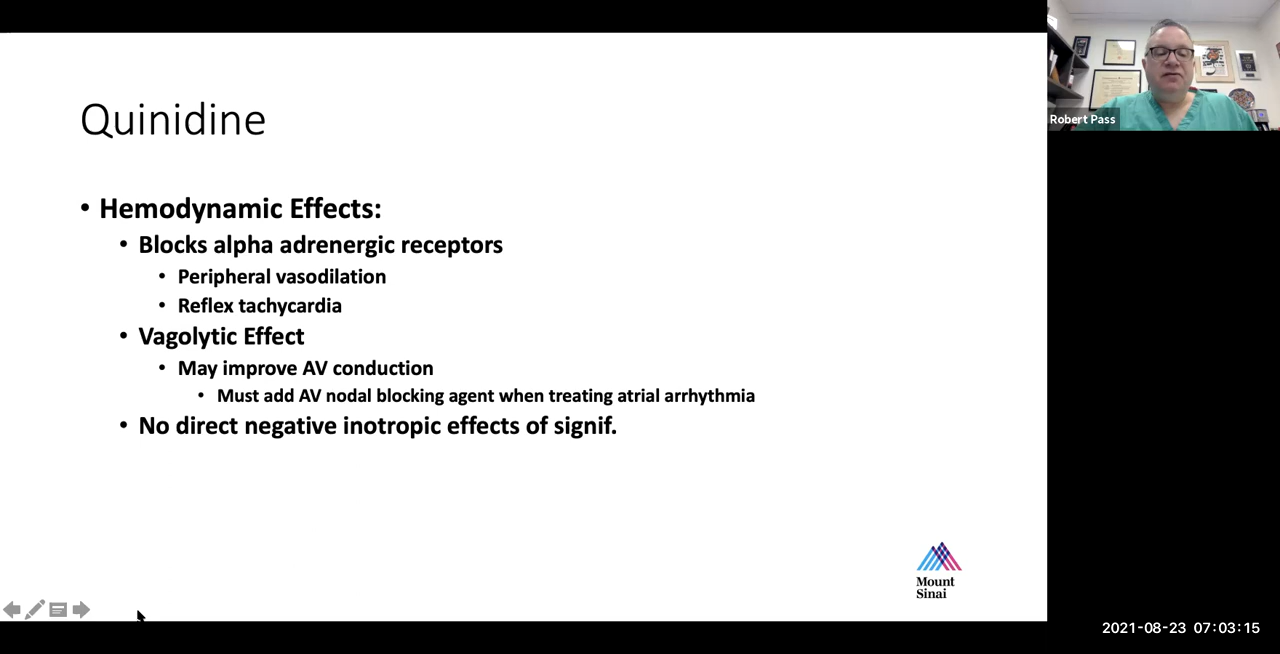 Quinidine
• Hemodynamic Effects:
• Blocks alpha adrenergic receptors
• Peripheral vasodilation
• Reflex tachycardia
• Vagolytic Effect
• May improve AV conduction
• Must add AV nodal blocking agent when treating atrial arrhythmia
• No direct negative inotropic effects of signif.
Mount
Sinai
Robert Pass
2021-08-23 07:03:15